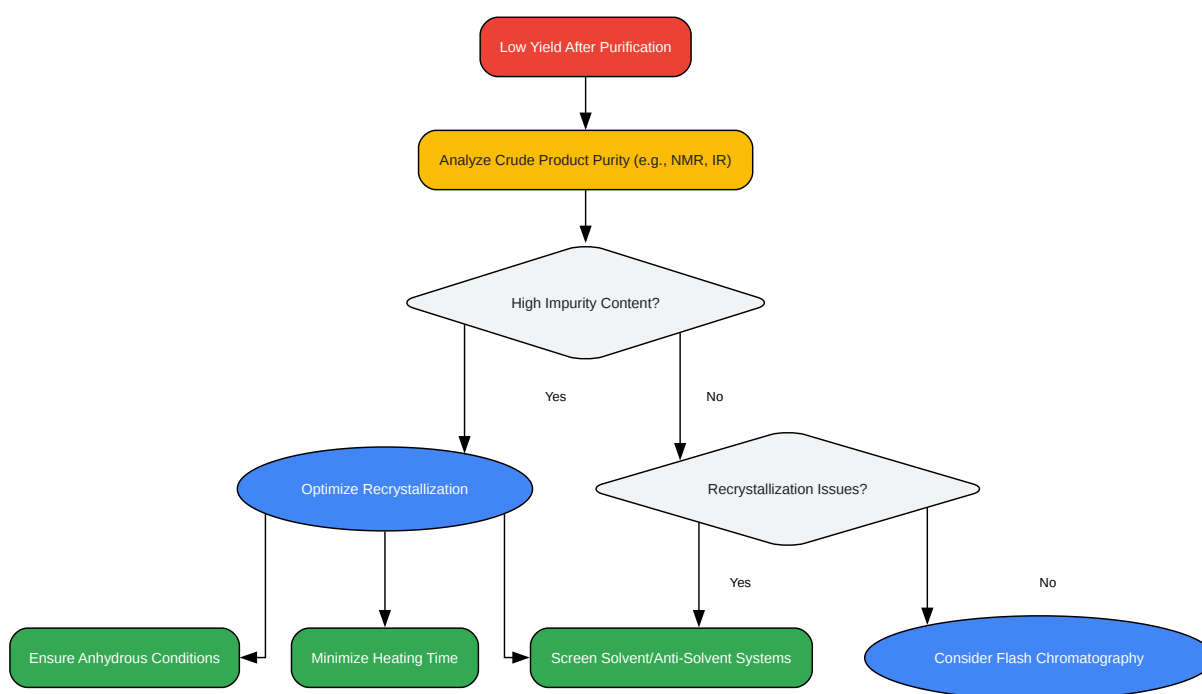 Low Yield After Purification
Analyze Crude Product Purity (e.g., NMR, IR)
High Impurity Content?
Yes
No
Optimize Recrystallization
Recrystallization Issues?
Yes
No
Ensure Anhydrous Conditions
Minimize Heating Time
Screen Solvent/Anti-Solvent Systems
Consider Flash Chromatography